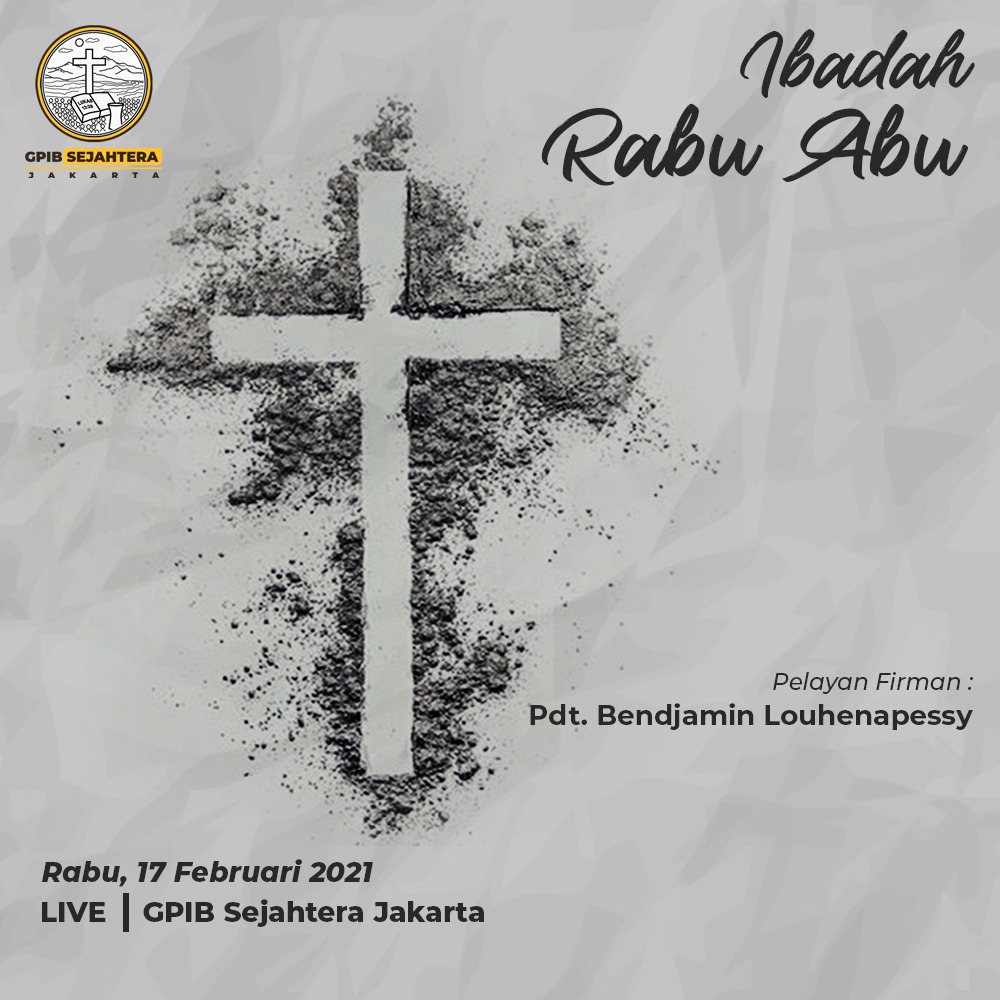 LUKAS
GPIB SEJAHTERA
JAKARTA
Ibadah
Rabu Abu
Pelayan Firman :
Pdt. Bendjamin Louhenapessy
Rabu, 17 Februari 2021
LIVE | GPIB Sejahtera Jakarta